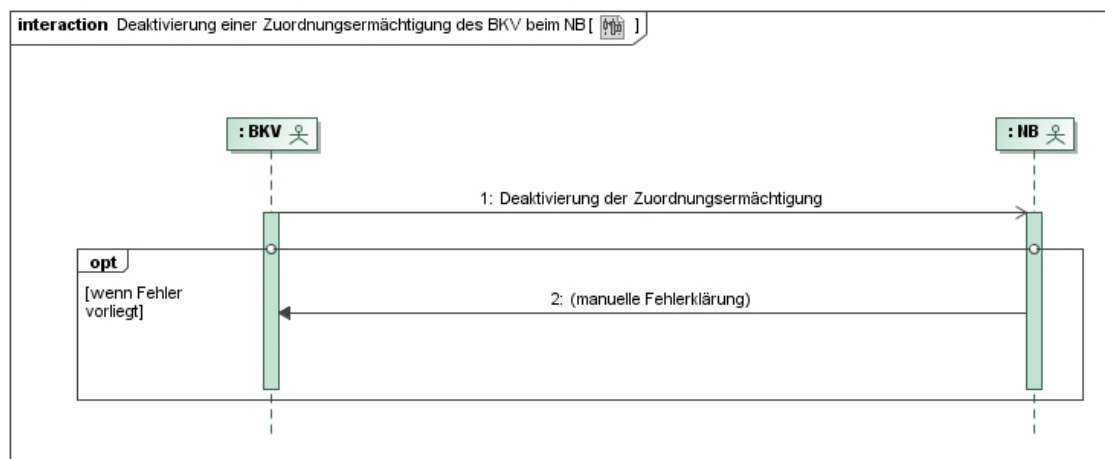 interaction Deaktivierung einer Zuordnungsermächtigung des BKV beim NB [ ]
: BKV
: NB
1: Deaktivierung der Zuordnungsermächtigung
opt
[wenn Fehler
vorliegt]
2: (manuelle Fehlerklärung)